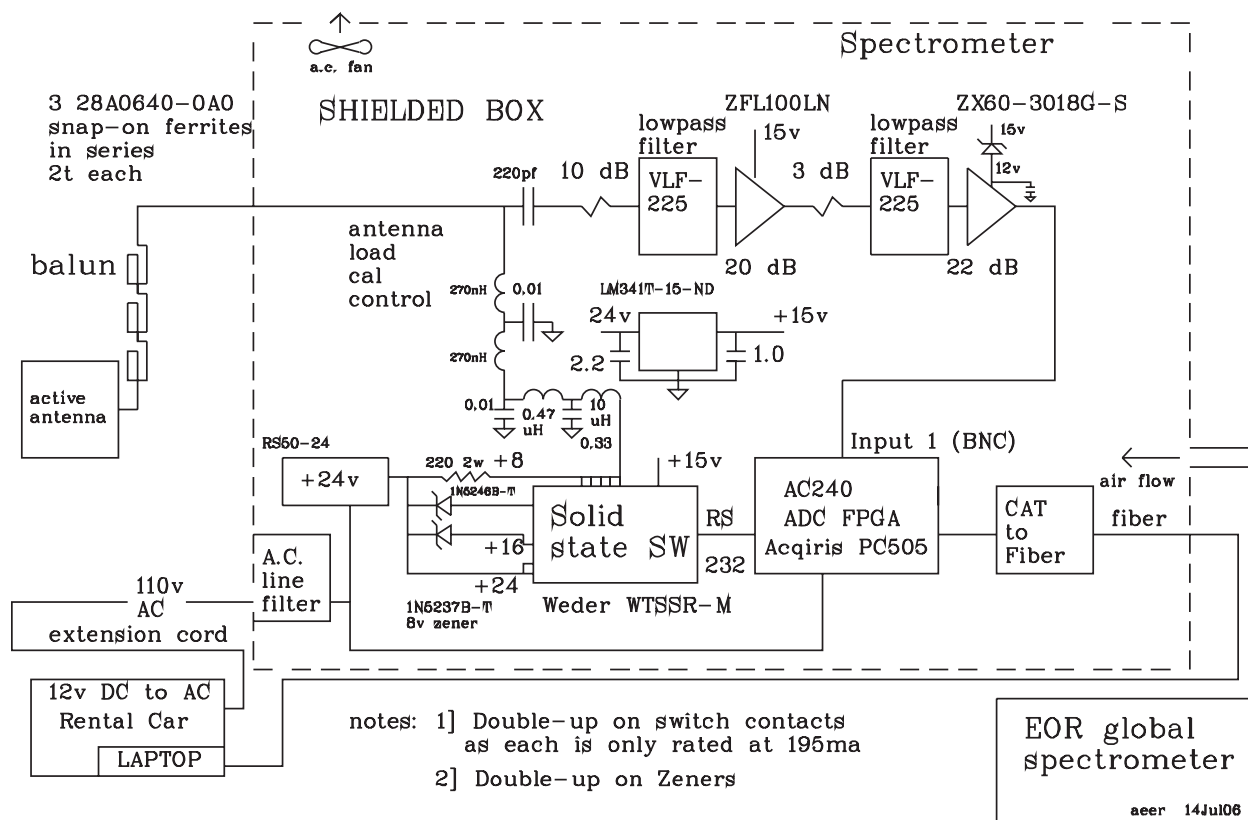 Spectrometer
a.c. fan
3 28A0640-0A0
snap-on ferrites
in series
2t each
SHIELDED BOX
ZFL100LN
ZX60-3018G-S
lowpass
filter
15v
lowpass
filter
15v
12v
220pf
10 dB
VLF-
225
3 dB
VLF-
225
antenna
load
cal
control
20 dB
22 dB
balun
270nH
0.01
LM341T-15-ND
24v
+15v
270nH
2.2
1.0
active
antenna
0.01
0.47
uH
10
uH
0.33
RS50-24
+24v
220 2w
+8
+15v
Input 1 (BNC)
air flow
1N5246B-T
Solid
state SW
RS
232
AC240
ADC FPGA
Acqiris PC505
CAT
to
Fiber
fiber
+16
+24
A.C.
line
filter
110v
AC
extension cord
1N5237B-T
8v zener
Weder WTSSR-M
12v DC to AC
Rental Car
LAPTOP
notes: 1] Double-up on switch contacts
as each is only rated at 195ma
2] Double-up on Zeners
EOR global
spectrometer
aeer 14Jul06